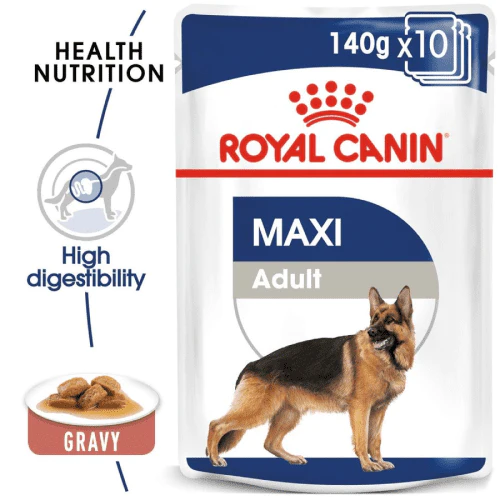 HEALTH
NUTRITION
High
digestibility
GRAVY
140g x10
ROYAL CANIN®
MAXI
Adult